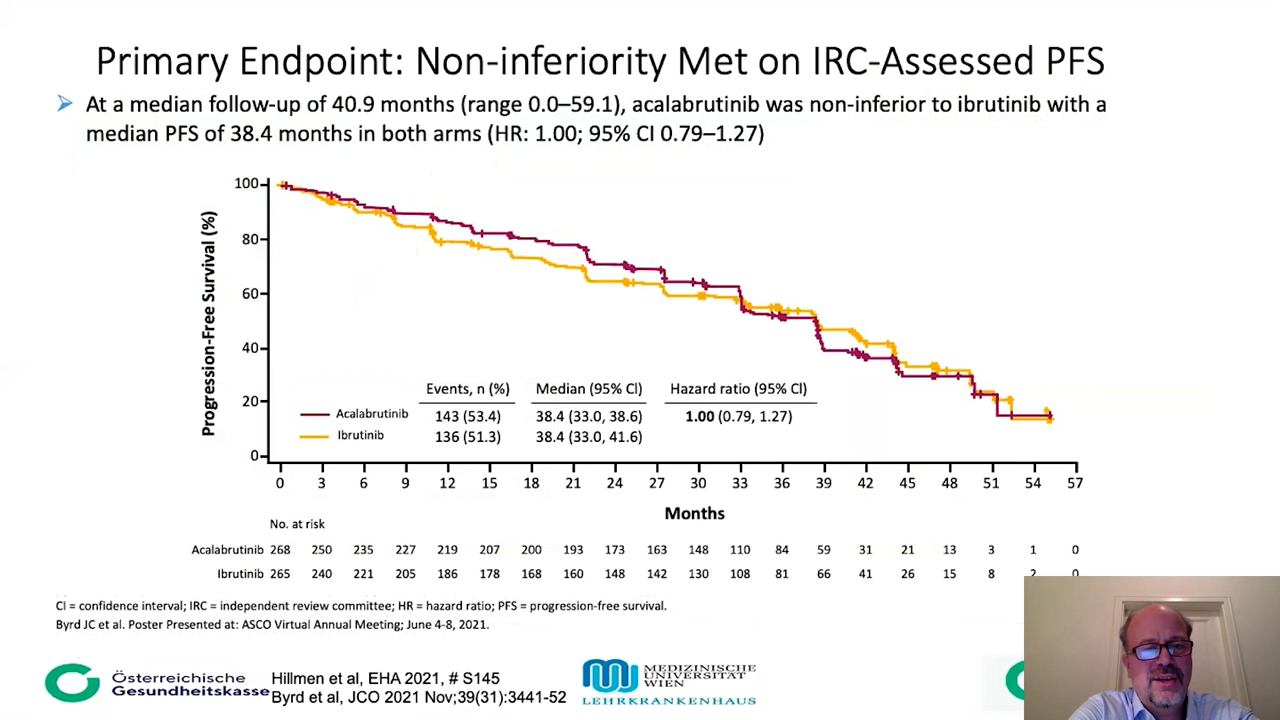 Primary Endpoint: Non-inferiority Met on IRC-Assessed PFS
At a median follow-up of 40.9 months (range 0.0–59.1), acalabrutinib was non-inferior to ibrutinib with a
median PFS of 38.4 months in both arms (HR: 1.00; 95% CI 0.79–1.27)
Progression-Free Survival (%)
100
80
60
40
20
0
Events, n (%) Median (95% CI) Hazard ratio (95% CI)
Acalabrutinib 143 (53.4) 38.4 (33.0, 38.6) 1.00 (0.79, 1.27)
Ibrutinib 136 (51.3) 38.4 (33.0, 41.6)
0 3 6 9 12 15 18 21 24 27 30 33 36 39 42 45 48 51 54 57
Months
No. at risk
Acalabrutinib 268 250 235 227 219 207 200 193 173 163 148 110 84 59 31 21 13 3 1 0
Ibrutinib 265 240 221 205 186 178 168 160 148 142 130 108 81 66 41 26 15 8 2 0
CI = confidence interval; IRC = independent review committee; HR = hazard ratio; PFS = progression-free survival.
Byrd JC et al. Poster Presented at: ASCO Virtual Annual Meeting; June 4-8, 2021.
Österreichische
Gesundheitskasse
Hillmen et al, EHA 2021, # S145
Byrd et al, JCO 2021 Nov;39(31):3441-52
MEDIZINISCHE
UNIVERSITÄT
WIEN
LEHRKRANKENHAUS